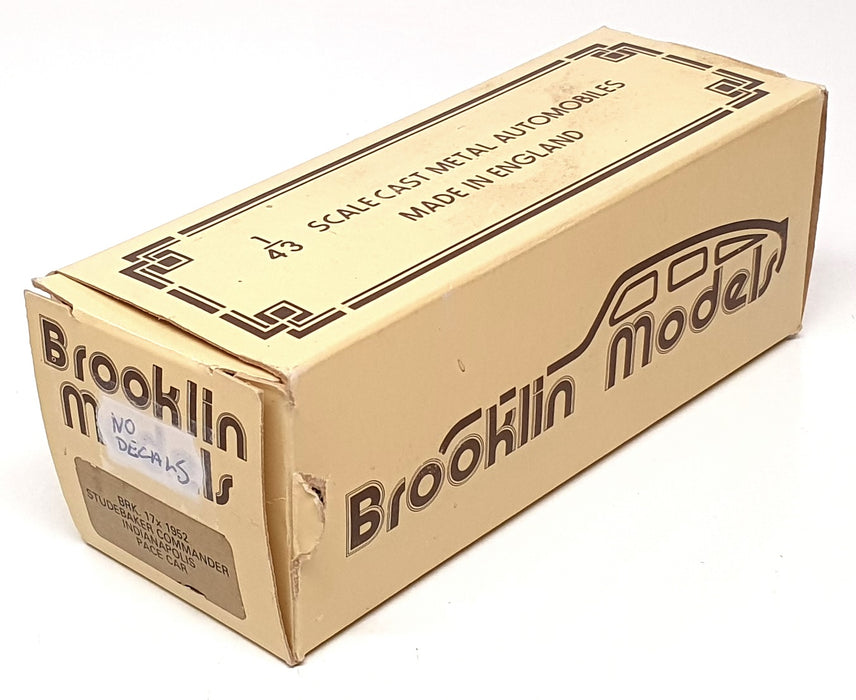 1/43 SCALE CAST METAL AUTOMOBILES
MADE IN ENGLAND
Brooklin Models
Brooklin
M ls
NO
DECALS
BRK. 17x 1952
STUDEBAKER COMMANDER
INDIANAPOLIS
PACE CAR